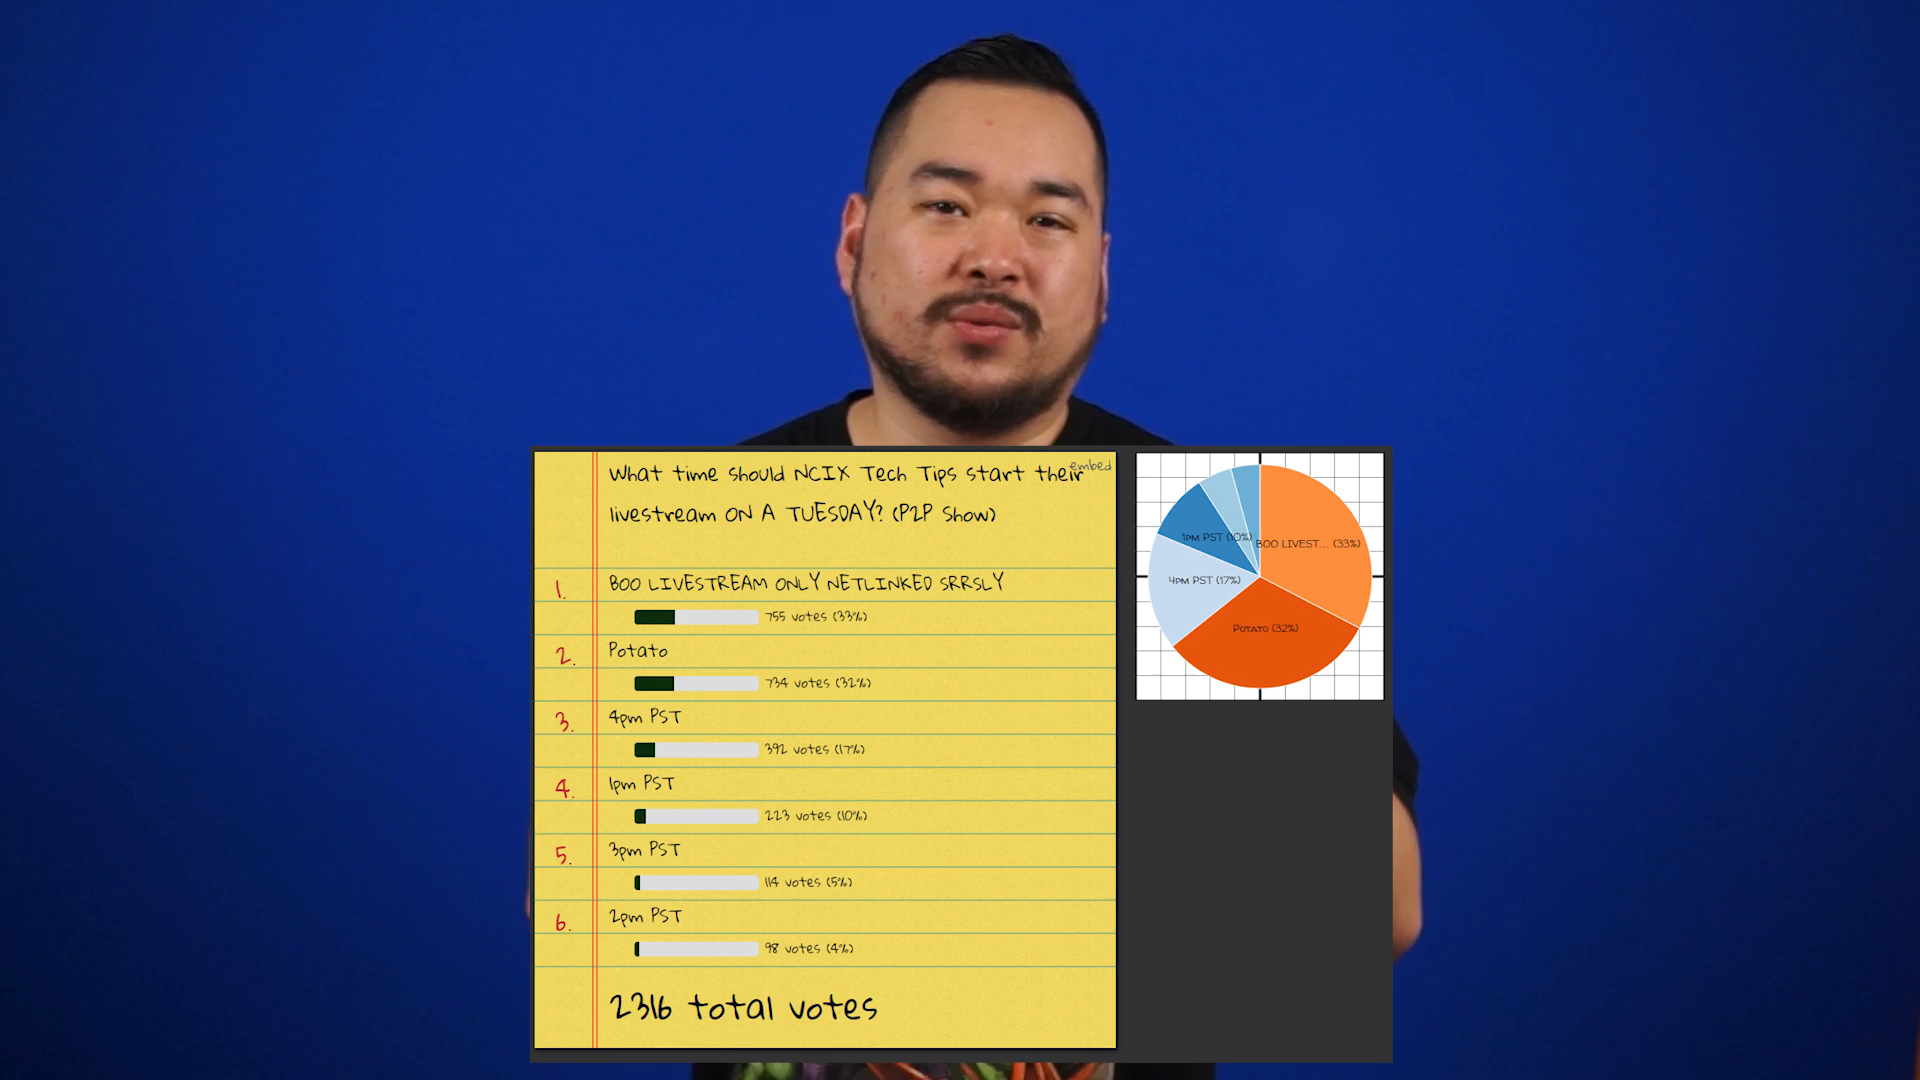 embed
What time should NCIX Tech Tips start their
livestream ON A TUESDAY? (P2P Show)
1. BOO LIVESTREAM ONLY NETLINKED SRRSLY
755 votes (33%)
2. Potato
734 votes (32%)
3. 4pm PST
392 votes (17%)
4. 1pm PST
223 votes (10%)
5. 3pm PST
114 votes (5%)
6. 2pm PST
98 votes (4%)
2316 total votes
1PM PST (10%)
BOO LIVEST... (33%)
4PM PST (17%)
POTATO (32%)